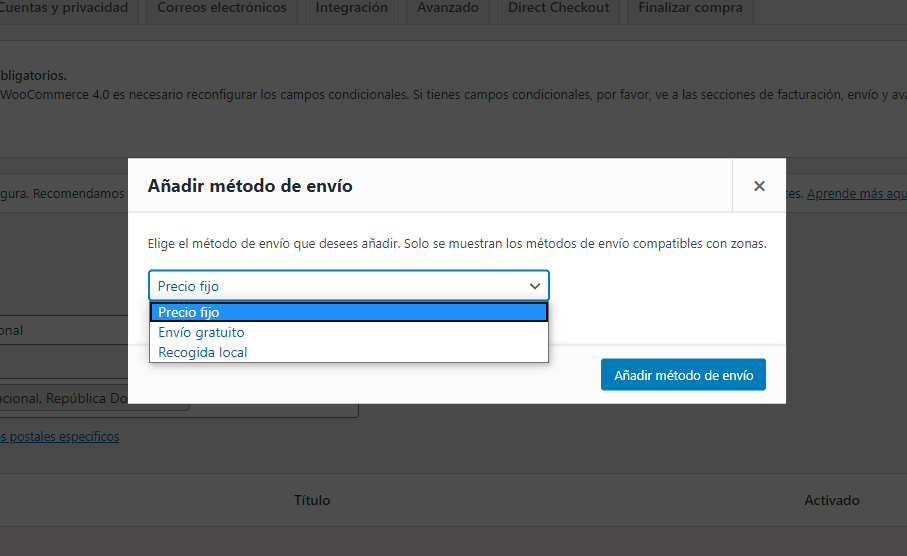 Cuentas y privacidad Correos electrónicos Integración Avanzado Direct Checkout Finalizar compra
bligatorios.
WooCommerce 4.0 es necesario reconfigurar los campos condicionales. Si tienes campos condicionales, por favor, ve a las secciones de facturación, envío y ava
Añadir método de envío
gura. Recomendamos
ces. Aprende más aqu
Elige el método de envío que desees añadir. Solo se muestran los métodos de envío compatibles con zonas.
Precio fijo
Precio fijo
Envío gratuito
onal
Recogida local
Añadir método de envío
cional, República Do
s postales específicos
Título Activado